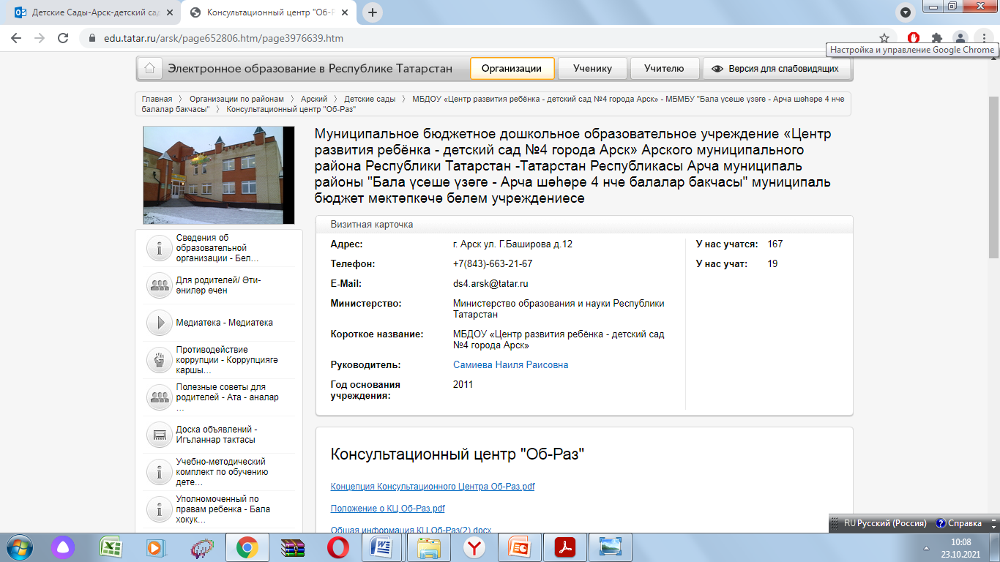 Детские Сады-Арск-детский сад
Консультационный центр "Об-Р
edu.tatar.ru/arsk/page652806.htm/page3976639.htm
Настройка и управление Google Chrome
Электронное образование в Республике Татарстан
Организации
Ученику
Учителю
Версия для слабовидящих
Главная 〉 Организации по районам 〉 Арский 〉 Детские сады 〉 МБДОУ «Центр развития ребёнка - детский сад №4 города Арск» - МБМБУ "Бала үсеше үзәге - Арча шәһәре 4 нче
балалар бакчасы" 〉 Консультационный центр "Об-Раз"
Муниципальное бюджетное дошкольное образовательное учреждение «Центр
развития ребёнка - детский сад №4 города Арск» Арского муниципального
района Республики Татарстан -Татарстан Республикасы Арча муниципаль
районы "Бала үсеше үзәге - Арча шәһәре 4 нче балалар бакчасы" муниципаль
бюджет мәктәпкәчә белем учреждениесе
Сведения об
образовательной
организации - Бел...
Для родителей/ Әти-
әниләр өчен
Медиатека - Медиатека
Противодействие
коррупции - Коррупциягә
каршы...
Полезные советы для
родителей - Ата - аналар
...
Доска объявлений -
Игъланнар тактасы
Учебно-методический
комплект по обучению
дете...
Уполномоченный по
правам ребенка - Бала
хокук...
Визитная карточка
Адрес: г. Арск ул. Г.Баширова д.12
Телефон: +7(843)-663-21-67
E-Mail: ds4.arsk@tatar.ru
Министерство: Министерство образования и науки Республики
Татарстан
Короткое название: МБДОУ «Центр развития ребёнка - детский сад
№4 города Арск»
Руководитель: Самиева Наиля Раисовна
Год основания 2011
учреждения:
У нас учатся: 167
У нас учат: 19
Консультационный центр "Об-Раз"
Концепция Консультационного Центра Об-Раз.pdf
Положение о КЦ Об-Раз.pdf
Общая информация КЦ Об-Раз(2).docx
RU Русский (Россия) Справка
10:08
23.10.2021